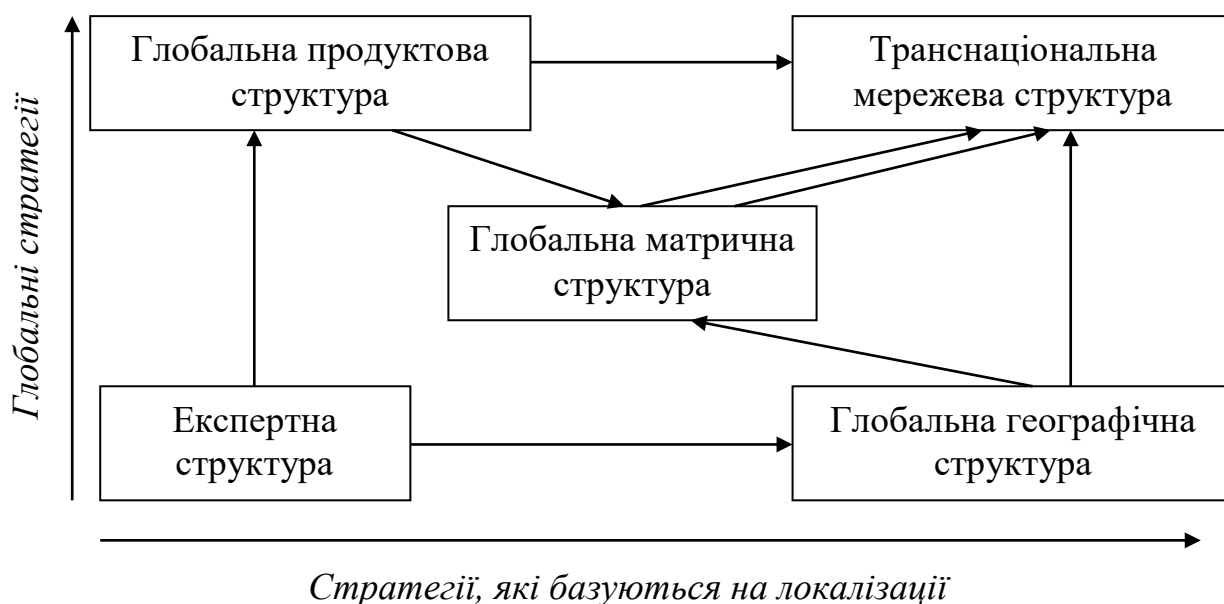 Глобальна продуктова
структура
Транснаціональна
мережева структура
Глобальні стратегії
Глобальна матрична
структура
Експертна
структура
Глобальна географічна
структура
Стратегії, які базуються на локалізації